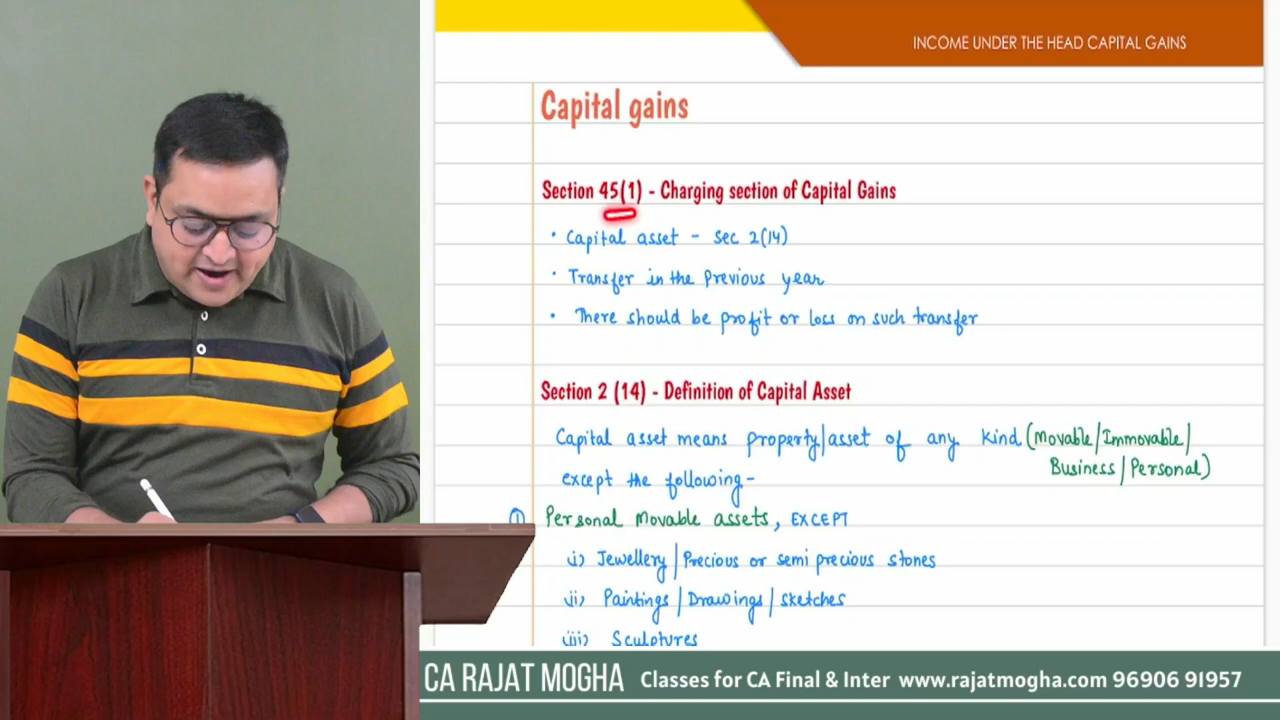 INCOME UNDER THE HEAD CAPITAL GAINS
Capital gains
Section 45(1) - Charging section of Capital Gains
• Capital asset - sec 2(14)
• Transfer in the Previous year
• There should be profit or loss on such transfer
Section 2 (14) - Definition of Capital Asset
Capital asset means property/asset of any kind (Movable/Immovable/
Business/Personal)
except the following-
① Personal Movable assets, EXCEPT
i) Jewellery/Precious or semi precious stones
ii) Paintings/Drawings/sketches
iii) Sculptures
CA RAJAT MOGHA Classes for CA Final & Inter www.rajatmogha.com 96906 91957